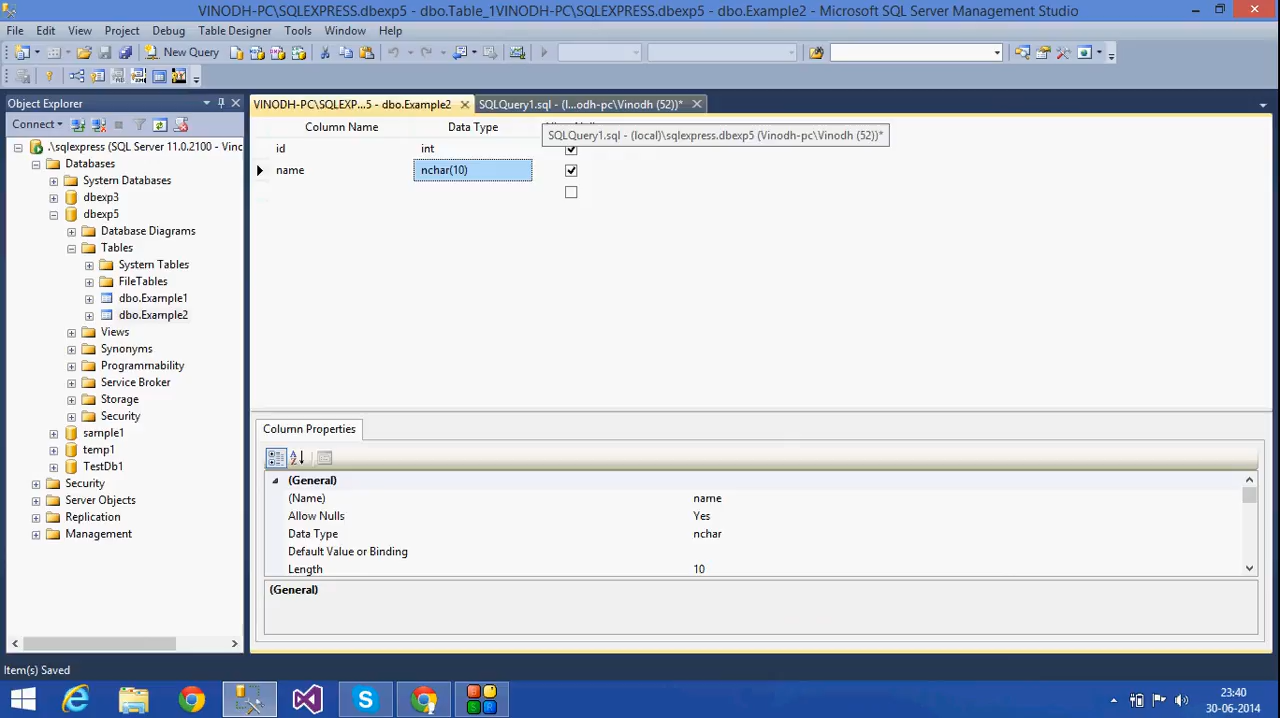 VINODH-PC\SQLEXPRESS.dbexp5 - dbo.Table_1VINODH-PC\SQLEXPRESS.dbexp5 - dbo.Example2 - Microsoft SQL Server Management Studio
File Edit View Project Debug Table Designer Tools Window Help
New Query
Object Explorer
VINODH-PC\SQLEXP...5 - dbo.Example2
SQLQuery1.sql - (l...odh-pc\Vinodh (52))*
Connect
Column Name Data Type
SQLQuery1.sql - (local)\sqlexpress.dbexp5 (Vinodh-pc\Vinodh (52))*
.\sqlexpress (SQL Server 11.0.2100 - Vinc
id int
Databases
name nchar(10)
System Databases
dbexp3
dbexp5
Database Diagrams
Tables
System Tables
FileTables
dbo.Example1
dbo.Example2
Views
Synonyms
Programmability
Service Broker
Storage
Security
sample1
temp1
TestDb1
Security
Server Objects
Replication
Management
Column Properties
(General)
(Name) name
Allow Nulls Yes
Data Type nchar
Default Value or Binding
Length 10
(General)
Item(s) Saved
23:40
30-06-2014